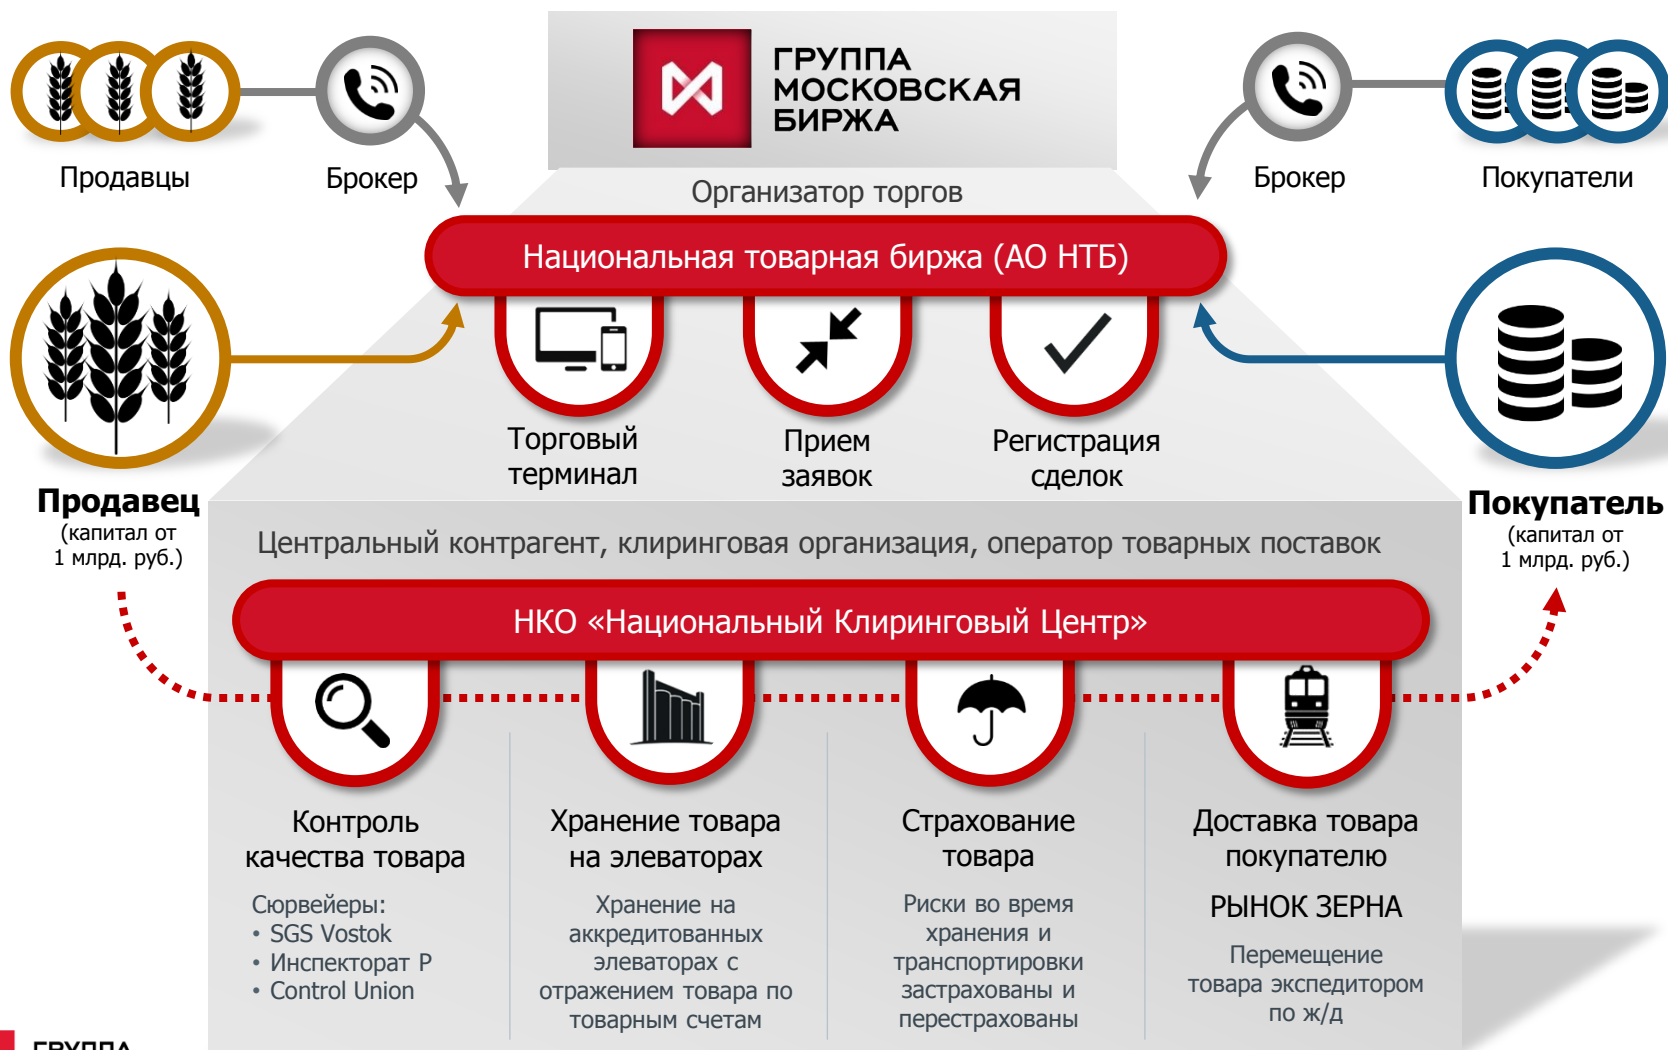 ГРУППА
МОСКОВСКАЯ
БИРЖА
Продавцы
Брокер
Брокер
Покупатели
Организатор торгов
Национальная товарная биржа (АО НТБ)
Торговый
терминал
Прием
заявок
Регистрация
сделок
Продавец
(капитал от
1 млрд. руб.)
Покупатель
(капитал от
1 млрд. руб.)
Центральный контрагент, клиринговая организация, оператор товарных поставок
НКО «Национальный Клиринговый Центр»
Контроль
качества товара
Сюрвейеры:
• SGS Vostok
• Инспекторат Р
• Control Union
Хранение товара
на элеваторах
Хранение на
аккредитованных
элеваторах с
отражением товара по
товарным счетам
Страхование
товара
Риски во время
хранения и
транспортировки
застрахованы и
перестрахованы
Доставка товара
покупателю
РЫНОК ЗЕРНА
Перемещение
товара экспедитором
по ж/д
ГРУППА